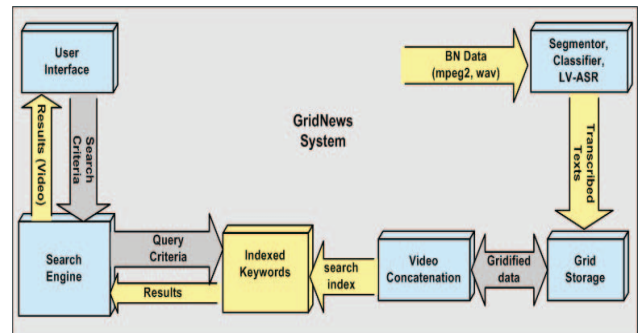 User
Interface
BN Data
(mpeg2, wav)
Segmentor,
Classifier,
LV-ASR
Results (Video)
Search
Criteria
GridNews
System
Transcribed
Texts
Search
Engine
Query
Criteria
Results
Indexed
Keywords
search
index
Video
Concatenation
Gridified
data
Grid
Storage